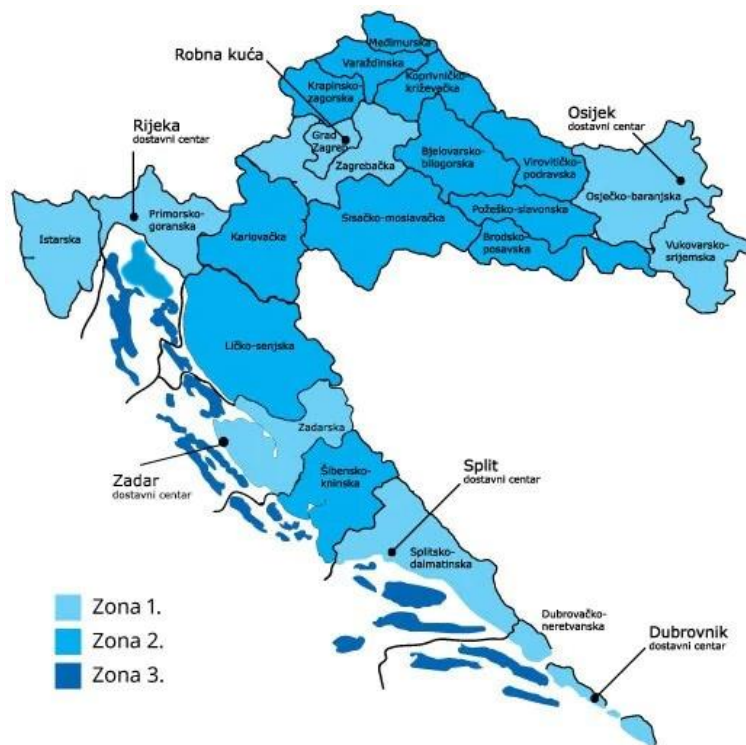 Međimurska
Varaždinska
Robna kuća
Krapinsko-
zagorska
Koprivničko-
križevačka
Rijeka
dostavni centar
Grad
Zagreb
Zagrebačka
Bjelovarsko-
bilogorska
Virovitičko-
podravska
Osijek
dostavni centar
Osječko-baranjska
Istarska
Primorsko-
goranska
Karlovačka
Sisačko-moslavačka
Požeško-slavonska
Brodsko-
posavska
Vukovarsko-
srijemska
Ličko-senjska
Zadarska
Zadar
dostavni centar
Šibensko-
kninska
Split
dostavni centar
Splitsko-
dalmatinska
Dubrovačko-
neretvanska
Dubrovnik
dostavni centar
Zona 1.
Zona 2.
Zona 3.